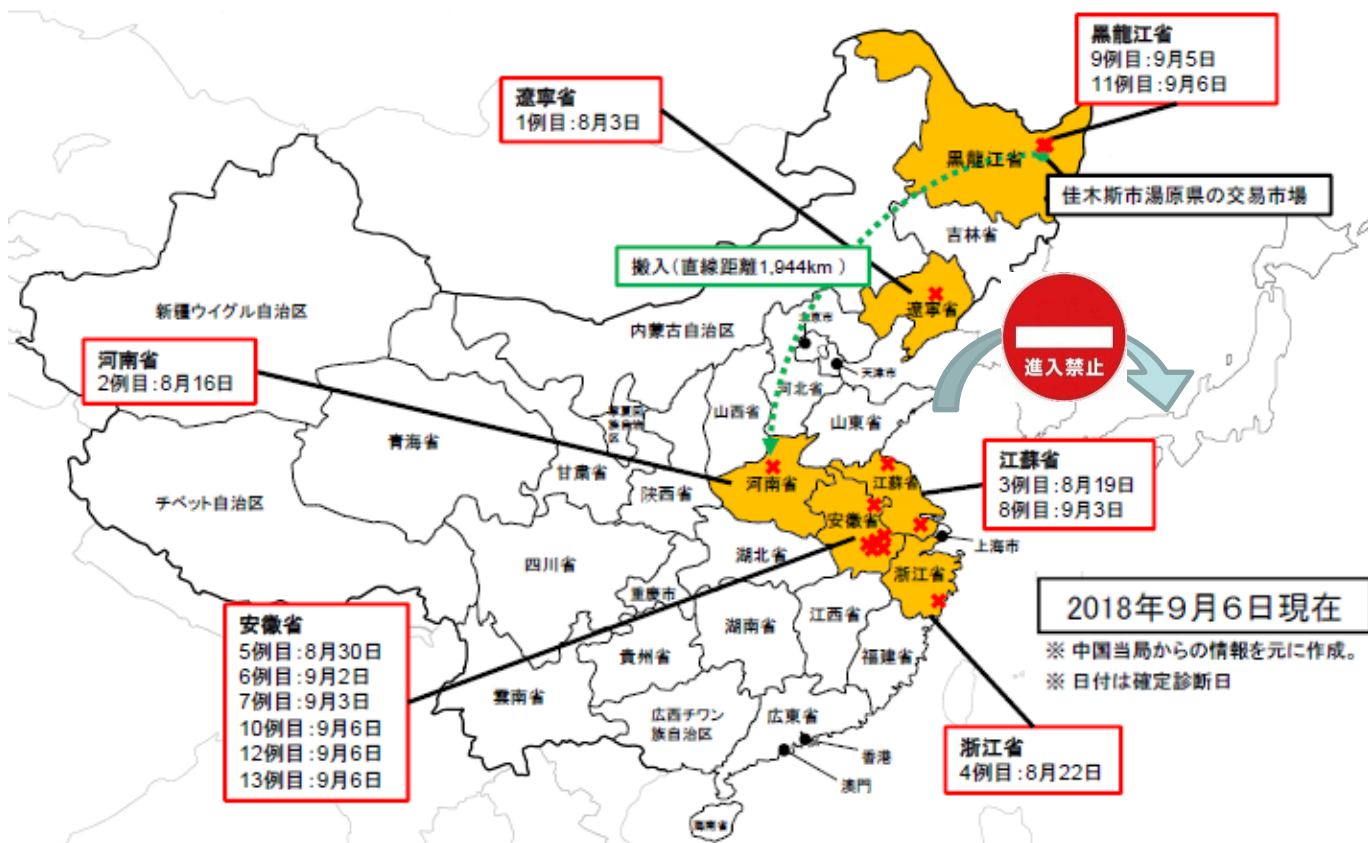 黒龍江省
9例目：9月5日
11例目：9月6日
遼寧省
1例目：8月3日
黒龍江省
佳木斯市湯原県の交易市場
吉林省
搬入（直線距離1,944km ）
新疆ウイグル自治区
内蒙古自治区
北京市
遼寧省
進入禁止
天津市
河北省
河南省
2例目：8月16日
山西省
山東省
寧夏回
族自治
区
青海省
甘粛省
陝西省
河南省
江蘇省
江蘇省
3例目：8月19日
8例目：9月3日
チベット自治区
安徽省
上海市
四川省
湖北省
浙江省
重慶市
2018年９月６日現在
安徽省
5例目：8月30日
6例目：9月2日
7例目：9月3日
10例目：9月6日
12例目：9月6日
13例目：9月6日
湖南省
江西省
貴州省
福建省
※ 中国当局からの情報を元に作成。
※ 日付は確定診断日
雲南省
広西チワン
族自治区
広東省
香港
澳門
浙江省
4例目：8月22日
海南省